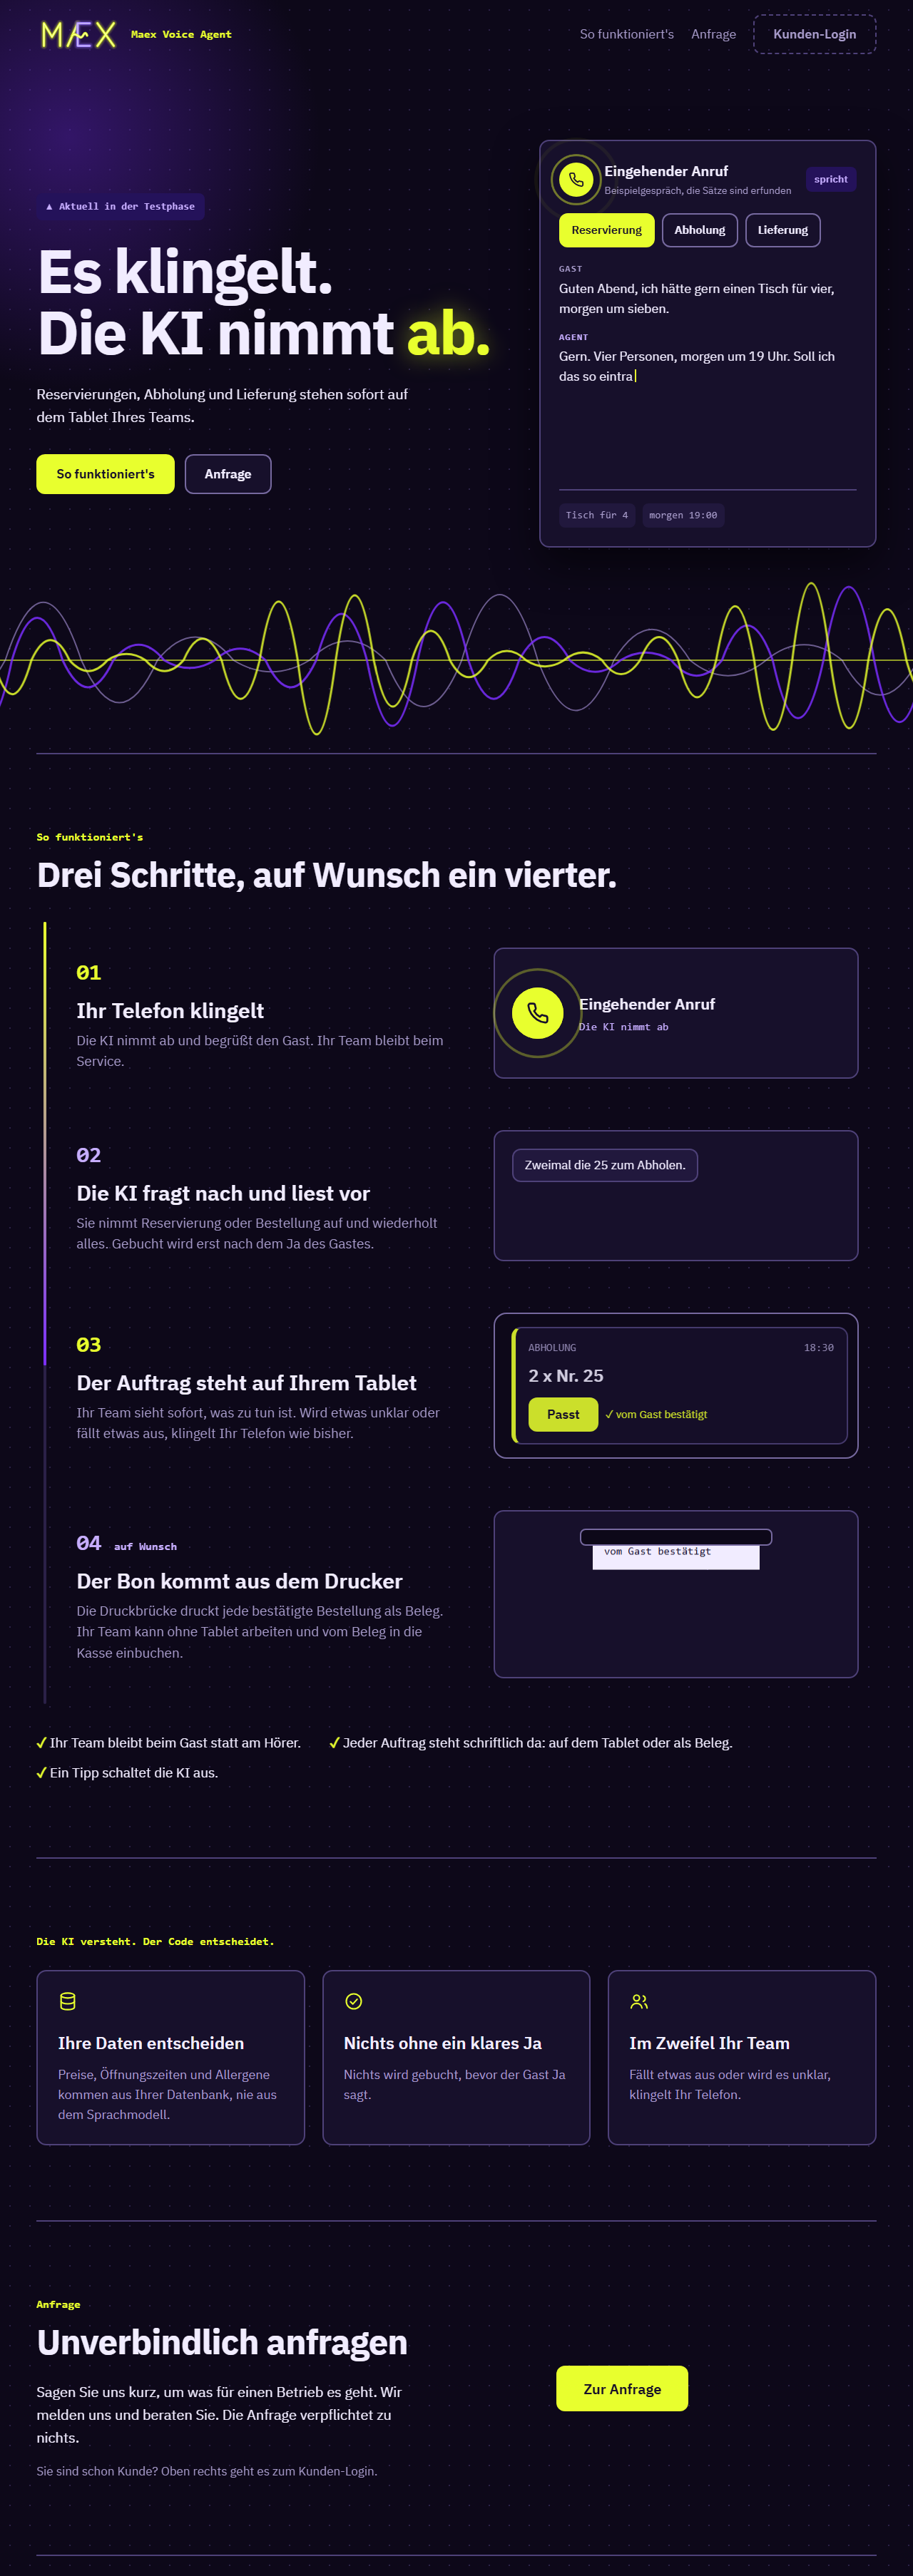 MÆX
Maex Voice Agent
So funktioniert's
Anfrage
Kunden-Login
▲ Aktuell in der Testphase
Es klingelt.
Die KI nimmt ab.
Reservierungen, Abholung und Lieferung stehen sofort auf
dem Tablet Ihres Teams.
So funktioniert's
Anfrage
Eingehender Anruf
Beispielgespräch, die Sätze sind erfunden
spricht
Reservierung
Abholung
Lieferung
GAST
Guten Abend, ich hätte gern einen Tisch für vier,
morgen um sieben.
AGENT
Gern. Vier Personen, morgen um 19 Uhr. Soll ich
das so eintra
Tisch für 4
morgen 19:00
So funktioniert's
Drei Schritte, auf Wunsch ein vierter.
01
Ihr Telefon klingelt
Die KI nimmt ab und begrüßt den Gast. Ihr Team bleibt beim
Service.
Eingehender Anruf
Die KI nimmt ab
02
Die KI fragt nach und liest vor
Sie nimmt Reservierung oder Bestellung auf und wiederholt
alles. Gebucht wird erst nach dem Ja des Gastes.
Zweimal die 25 zum Abholen.
03
Der Auftrag steht auf Ihrem Tablet
Ihr Team sieht sofort, was zu tun ist. Wird etwas unklar oder
fällt etwas aus, klingelt Ihr Telefon wie bisher.
ABHOLUNG
18:30
2 x Nr. 25
Passt
✓ vom Gast bestätigt
04 auf Wunsch
Der Bon kommt aus dem Drucker
Die Druckbrücke druckt jede bestätigte Bestellung als Beleg.
Ihr Team kann ohne Tablet arbeiten und vom Beleg in die
Kasse einbuchen.
vom Gast bestätigt
✓ Ihr Team bleibt beim Gast statt am Hörer.
✓ Jeder Auftrag steht schriftlich da: auf dem Tablet oder als Beleg.
✓ Ein Tipp schaltet die KI aus.
Die KI versteht. Der Code entscheidet.
Ihre Daten entscheiden
Preise, Öffnungszeiten und Allergene
kommen aus Ihrer Datenbank, nie aus
dem Sprachmodell.
Nichts ohne ein klares Ja
Nichts wird gebucht, bevor der Gast Ja
sagt.
Im Zweifel Ihr Team
Fällt etwas aus oder wird es unklar,
klingelt Ihr Telefon.
Anfrage
Unverbindlich anfragen
Sagen Sie uns kurz, um was für einen Betrieb es geht. Wir
melden uns und beraten Sie. Die Anfrage verpflichtet zu
nichts.
Sie sind schon Kunde? Oben rechts geht es zum Kunden-Login.
Zur Anfrage